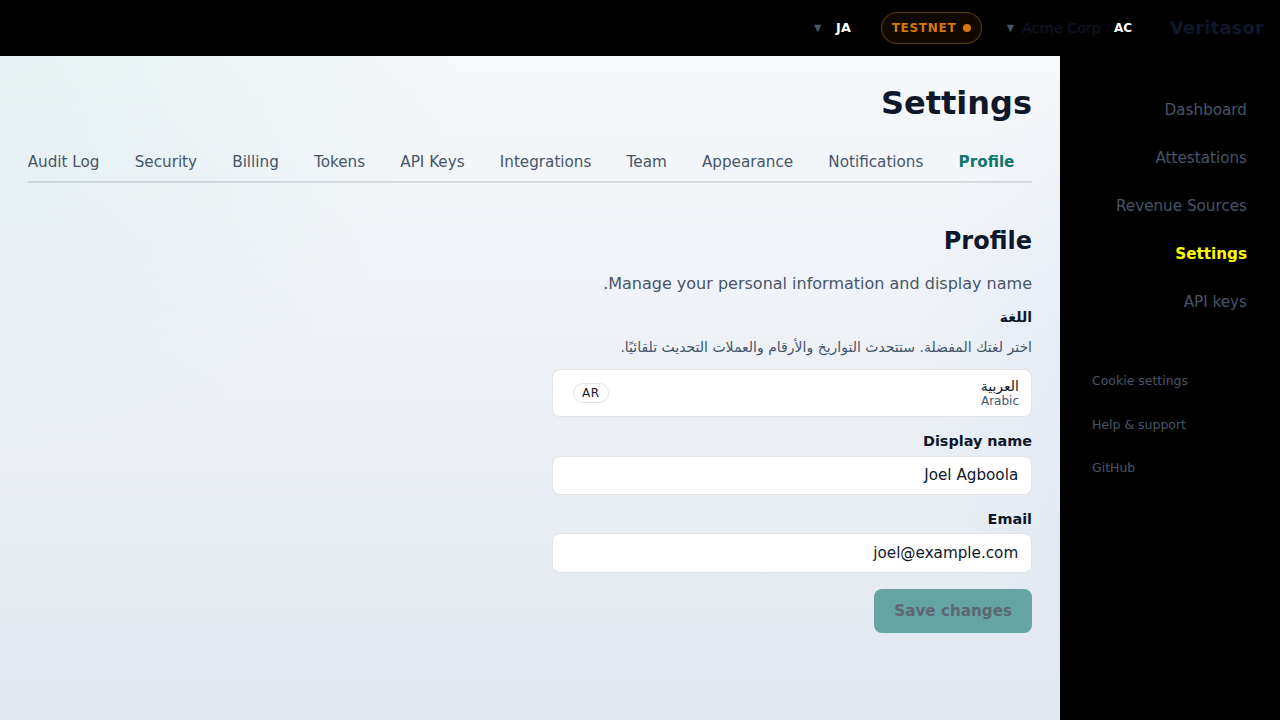 Veritasor
AC Acme Corp ▼
TESTNET
JA ▼
Dashboard
Attestations
Revenue Sources
Settings
API keys
Cookie settings
Help & support
GitHub
Settings
Profile
Notifications
Appearance
Team
Integrations
API Keys
Tokens
Billing
Security
Audit Log
Profile
.Manage your personal information and display name
اللغة
اختر لغتك المفضلة. ستتحدث التواريخ والأرقام والعملات التحديث تلقائيًا.
العربية
Arabic
AR
Display name
Joel Agboola
Email
joel@example.com
Save changes